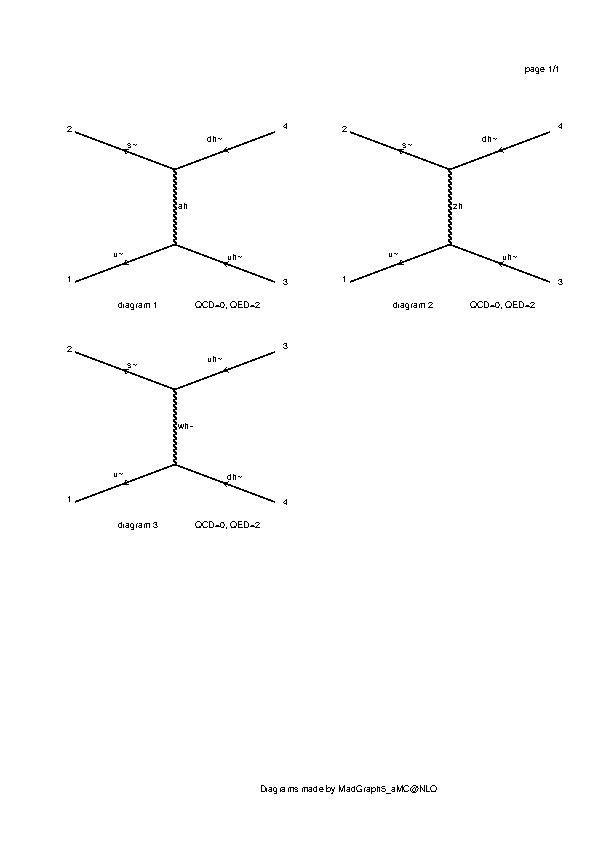 page 1/1
2 4 2 4
s~ dh~ s~ dh~
ah zh
u~ uh~ u~ uh~
1 3 1 3
diagram 1 QCD=0, QED=2 diagram 2 QCD=0, QED=2
2 3
s~ uh~
wh-
u~ dh~
1 4
diagram 3 QCD=0, QED=2
Diagrams made by MadGraph5_aMC@NLO